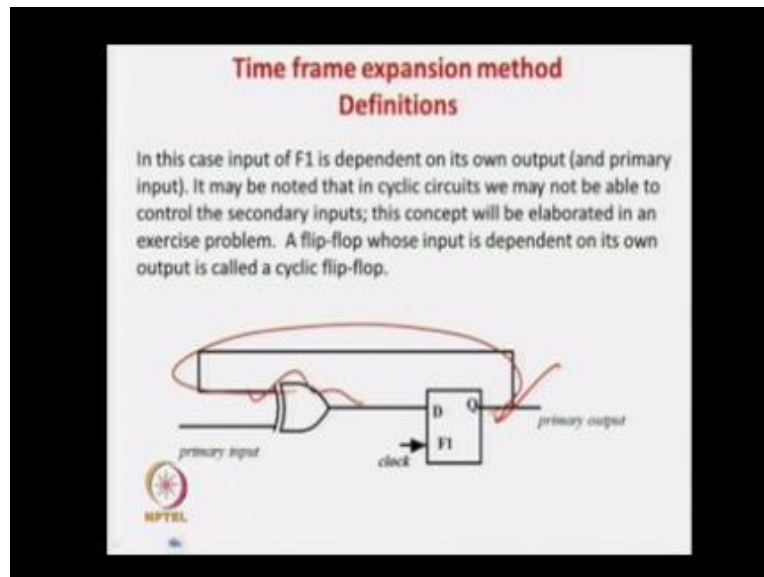 Time frame expansion method
Definitions
In this case input of F1 is dependent on its own output (and primary
input). It may be noted that in cyclic circuits we may not be able to
control the secondary inputs; this concept will be elaborated in an
exercise problem. A flip-flop whose input is dependent on its own
output is called a cyclic flip-flop.
D Q
primary output
primary input
clock
F1
NPTEL